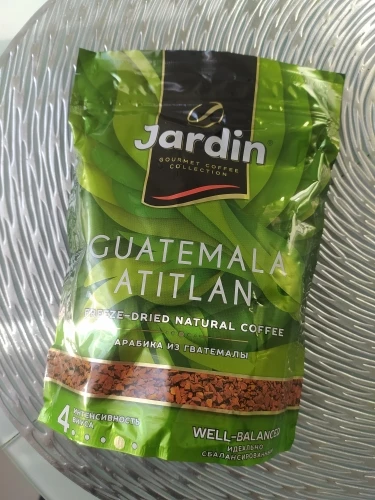 Jardin
GOURMET COFFEE
COLLECTION
GUATEMALA
ATITLAN
FREEZE-DRIED NATURAL COFFEE
АРАБИКА ИЗ ГВАТЕМАЛЫ
4 ИНТЕНСИВНОСТЬ
ВКУСА
WELL-BALANCED
ИДЕАЛЬНО
СБАЛАНСИРОВАННЫЙ